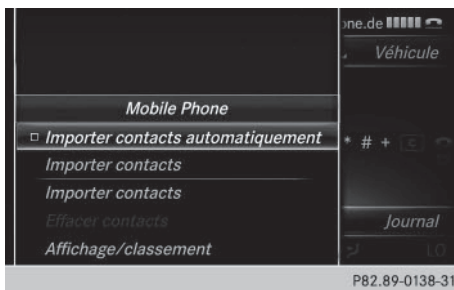 one.de
Véhicule
Mobile Phone
Importer contacts automatiquement
* # +
Importer contacts
Importer contacts
Effacer contacts
Journal
Affichage/classement
LO
P82.89-0138-31